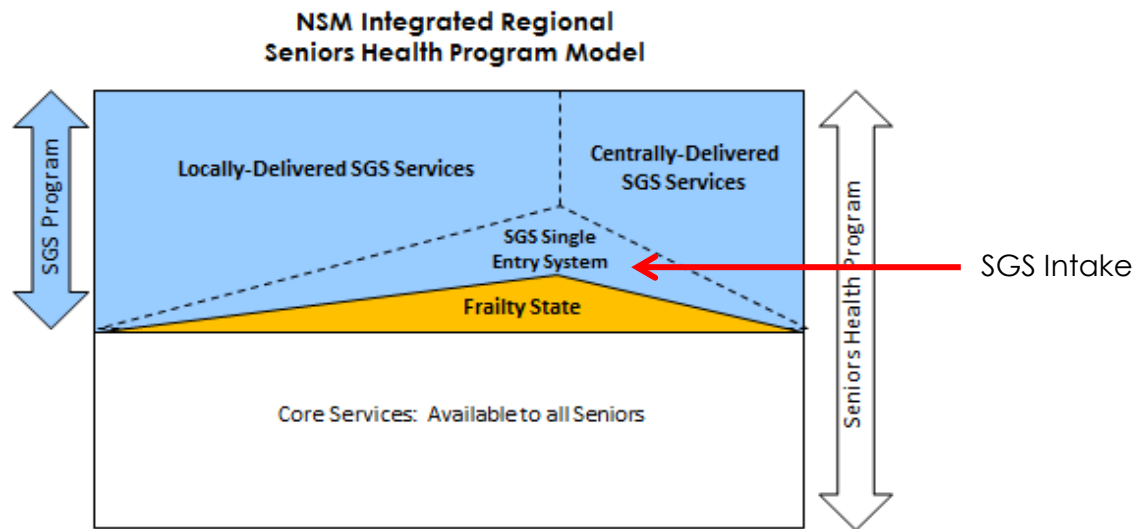 NSM Integrated Regional
Seniors Health Program Model
SGS Program
Locally-Delivered SGS Services
Centrally-Delivered
SGS Services
SGS Single
Entry System
SGS Intake
Frailty State
Seniors Health Program
Core Services: Available to all Seniors